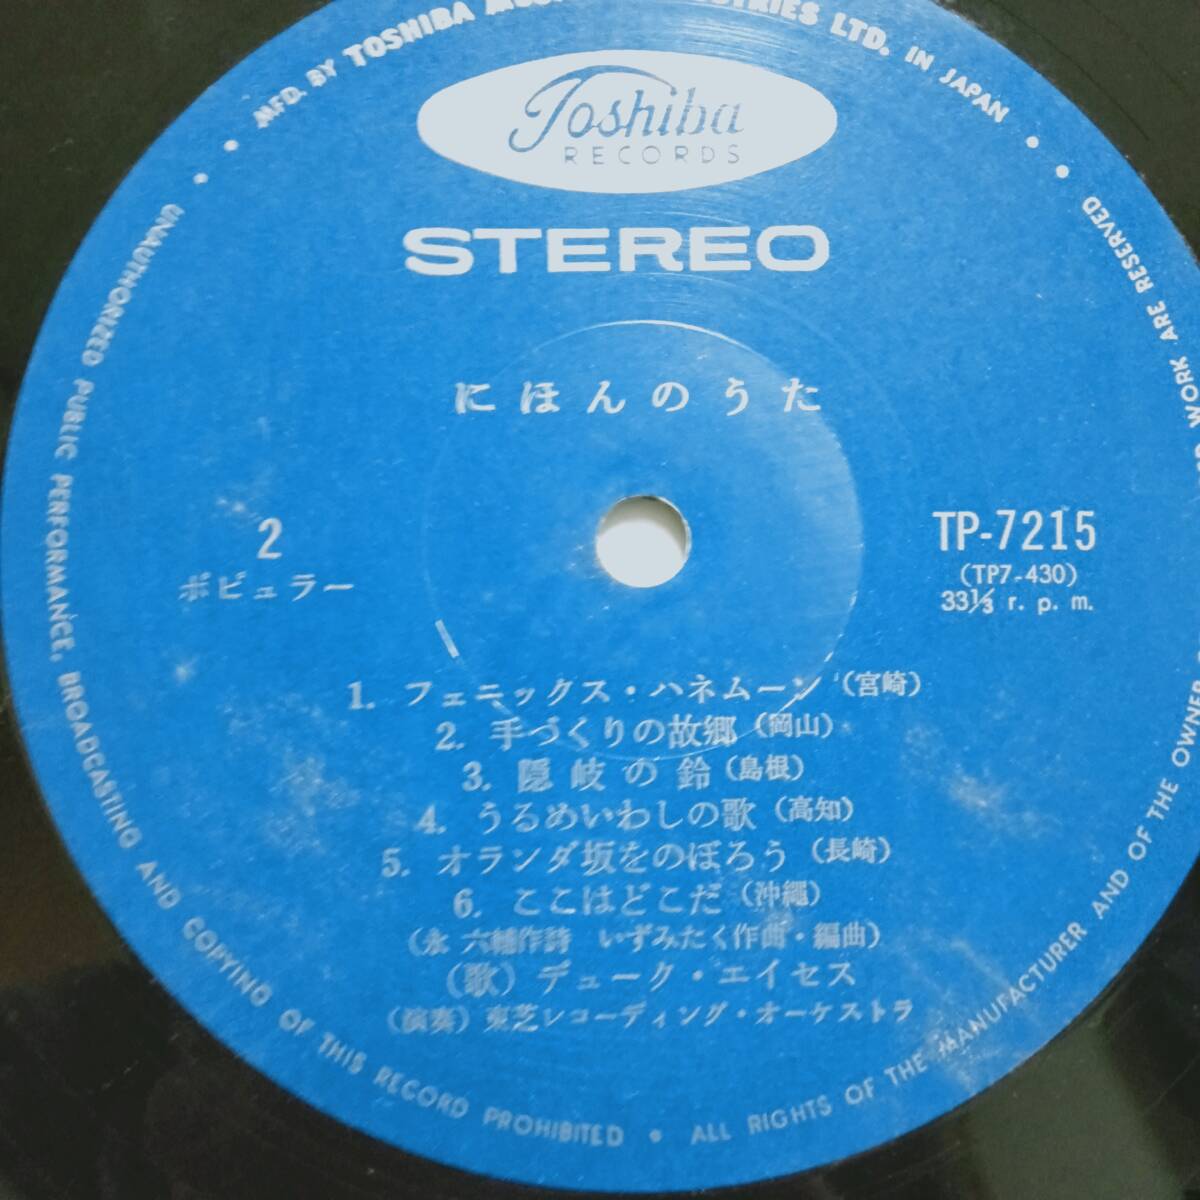 Toshiba
RECORDS
STEREO
にほんのうた
2
ポピュラー
TP-7215
(TP7-430)
33⅓ r. p. m.
1. フェニックス・ハネムーン (宮崎)
2. 手づくりの故郷 (岡山)
3. 隠岐の鈴 (島根)
4. うるめいわしの歌 (高知)
5. オランダ坂をのぼろう (長崎)
6. ここはどこだ (沖縄)
(永 六輔作詩 いずみたく作曲・編曲)
(歌) デューク・エイセス
(演奏) 東芝レコーディング・オーケストラ
MFD. BY TOSHIBA INDUSTRIES LTD. IN JAPAN •
• ALL RIGHTS OF THE MANUFACTURER AND OF THE OWNER WORK ARE RESERVED •
• UNAUTHORIZED PUBLIC PERFORMANCE, BROADCASTING AND COPYING OF THIS RECORD PROHIBITED